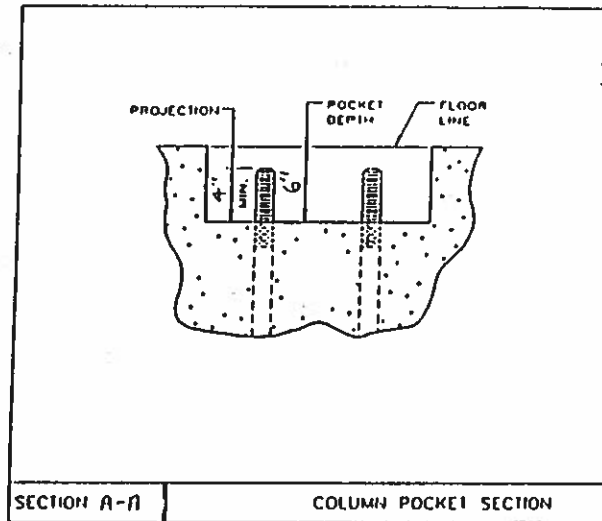 PROJECTION
POCKET
DEPTH
FLOOR
LINE
4"
MIN.
6"
SECTION A-A
COLUMN POCKET SECTION